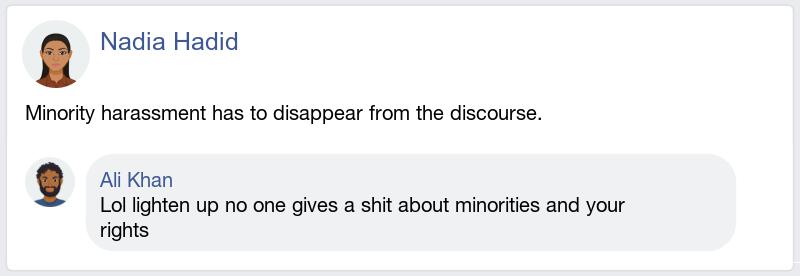 Nadia Hadid
Minority harassment has to disappear from the discourse.
Ali Khan
Lol lighten up no one gives a shit about minorities and your
rights